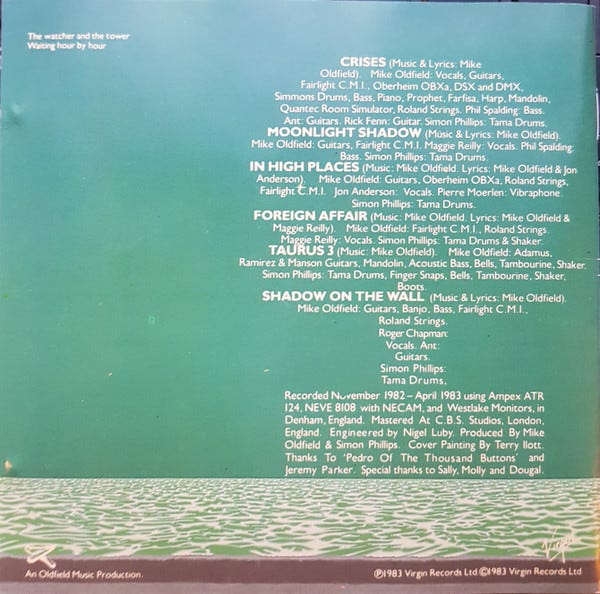 The watcher and the tower
Waiting hour by hour
CRISES (Music & Lyrics: Mike
Oldfield). Mike Oldfield: Vocals, Guitars,
Fairlight C.M.I., Oberheim OBXa, DSX and DMX,
Simmons Drums, Bass, Piano, Prophet, Farfisa, Harp, Mandolin,
Quantec Room Simulator, Roland Strings. Phil Spalding: Bass.
Ant: Guitars. Rick Fenn: Guitar. Simon Phillips: Tama Drums.
MOONLIGHT SHADOW (Music & Lyrics: Mike Oldfield).
Mike Oldfield: Guitars, Fairlight C.M.I. Maggie Reilly: Vocals. Phil Spalding:
Bass. Simon Phillips: Tama Drums.
IN HIGH PLACES (Music: Mike Oldfield. Lyrics: Mike Oldfield & Jon
Anderson). Mike Oldfield: Guitars, Oberheim OBXa, Roland Strings,
Fairlight C.M.I. Jon Anderson: Vocals. Pierre Moerlen: Vibraphone.
Simon Phillips: Tama Drums.
FOREIGN AFFAIR (Music: Mike Oldfield. Lyrics: Mike Oldfield &
Maggie Reilly). Mike Oldfield: Fairlight C.M.I., Roland Strings.
Maggie Reilly: Vocals. Simon Phillips: Tama Drums & Shaker.
TAURUS 3 (Music: Mike Oldfield). Mike Oldfield: Adamus,
Ramirez & Manson Guitars, Mandolin, Acoustic Bass, Bells, Tambourine, Shaker.
Simon Phillips: Tama Drums, Finger Snaps, Bells, Tambourine, Shaker,
Boots.
SHADOW ON THE WALL (Music & Lyrics: Mike Oldfield).
Mike Oldfield: Guitars, Banjo, Bass, Fairlight C.M.I.,
Roland Strings.
Roger Chapman:
Vocals. Ant:
Guitars.
Simon Phillips:
Tama Drums.
Recorded November 1982 – April 1983 using Ampex ATR
124, NEVE 8108 with NECAM, and Westlake Monitors, in
Denham, England. Mastered At C.B.S. Studios, London,
England. Engineered by Nigel Luby. Produced By Mike
Oldfield & Simon Phillips. Cover Painting By Terry Ilott.
Thanks To 'Pedro Of The Thousand Buttons' and
Jeremy Parker. Special thanks to Sally, Molly and Dougal.
Virgin
An Oldfield Music Production.
℗1983 Virgin Records Ltd.©1983 Virgin Records Ltd